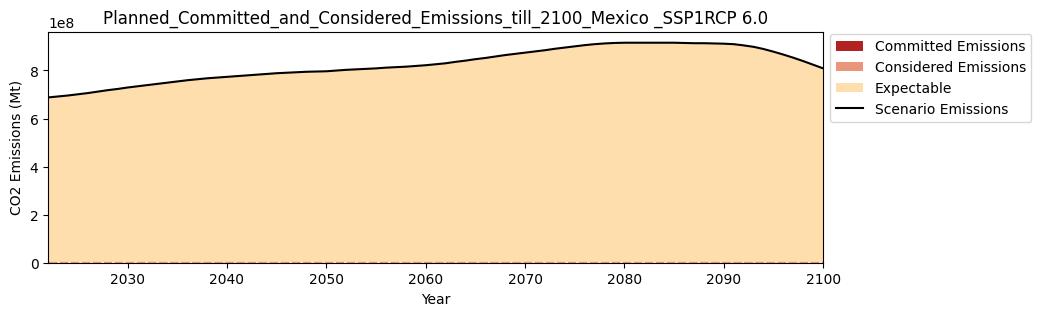 Planned_Committed_and_Considered_Emissions_till_2100_Mexico _SSP1RCP 6.0
1e8
8
6
4
2
0
CO2 Emissions (Mt)
2030 2040 2050 2060 2070 2080 2090 2100
Year
Committed Emissions
Considered Emissions
Expectable
Scenario Emissions